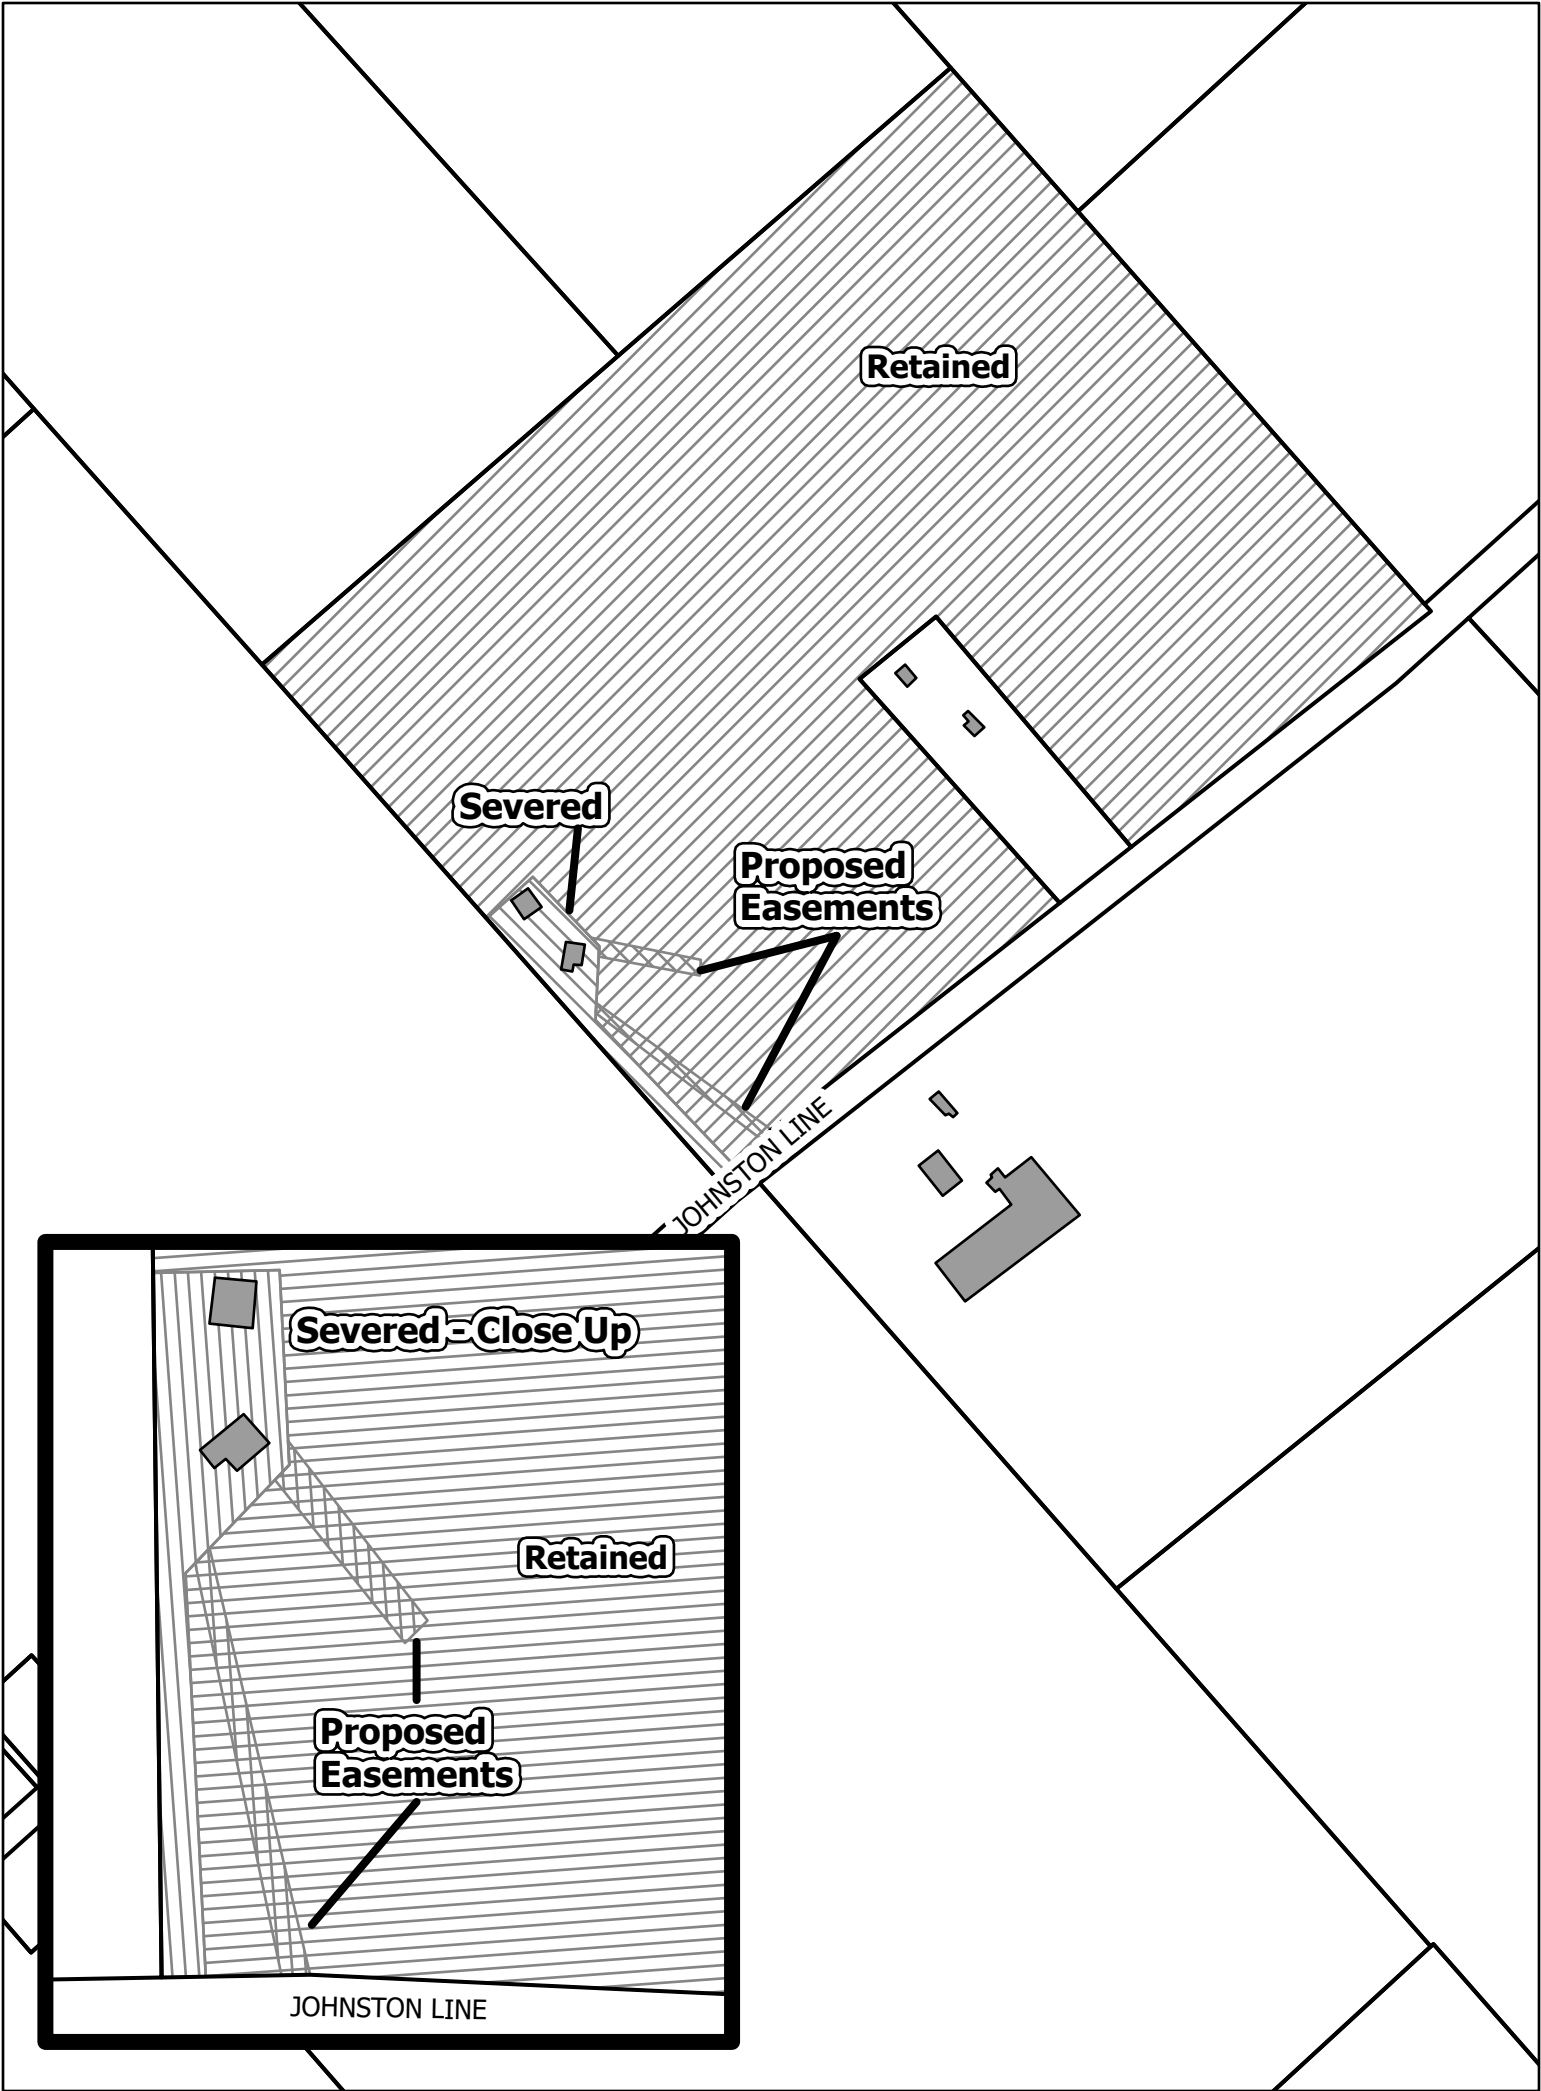 Retained
Severed
Proposed
Easements
JOHNSTON LINE
Severed - Close Up
Retained
Proposed
Easements
JOHNSTON LINE